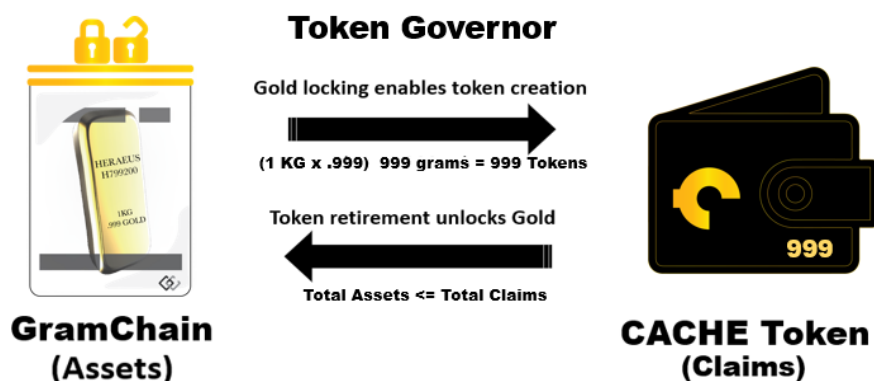 Token Governor
Gold locking enables token creation
(1 KG x .999) 999 grams = 999 Tokens
Token retirement unlocks Gold
Total Assets <= Total Claims
HERAEUS
H799200
1KG
.999 GOLD
GramChain
(Assets)
999
CACHE Token
(Claims)